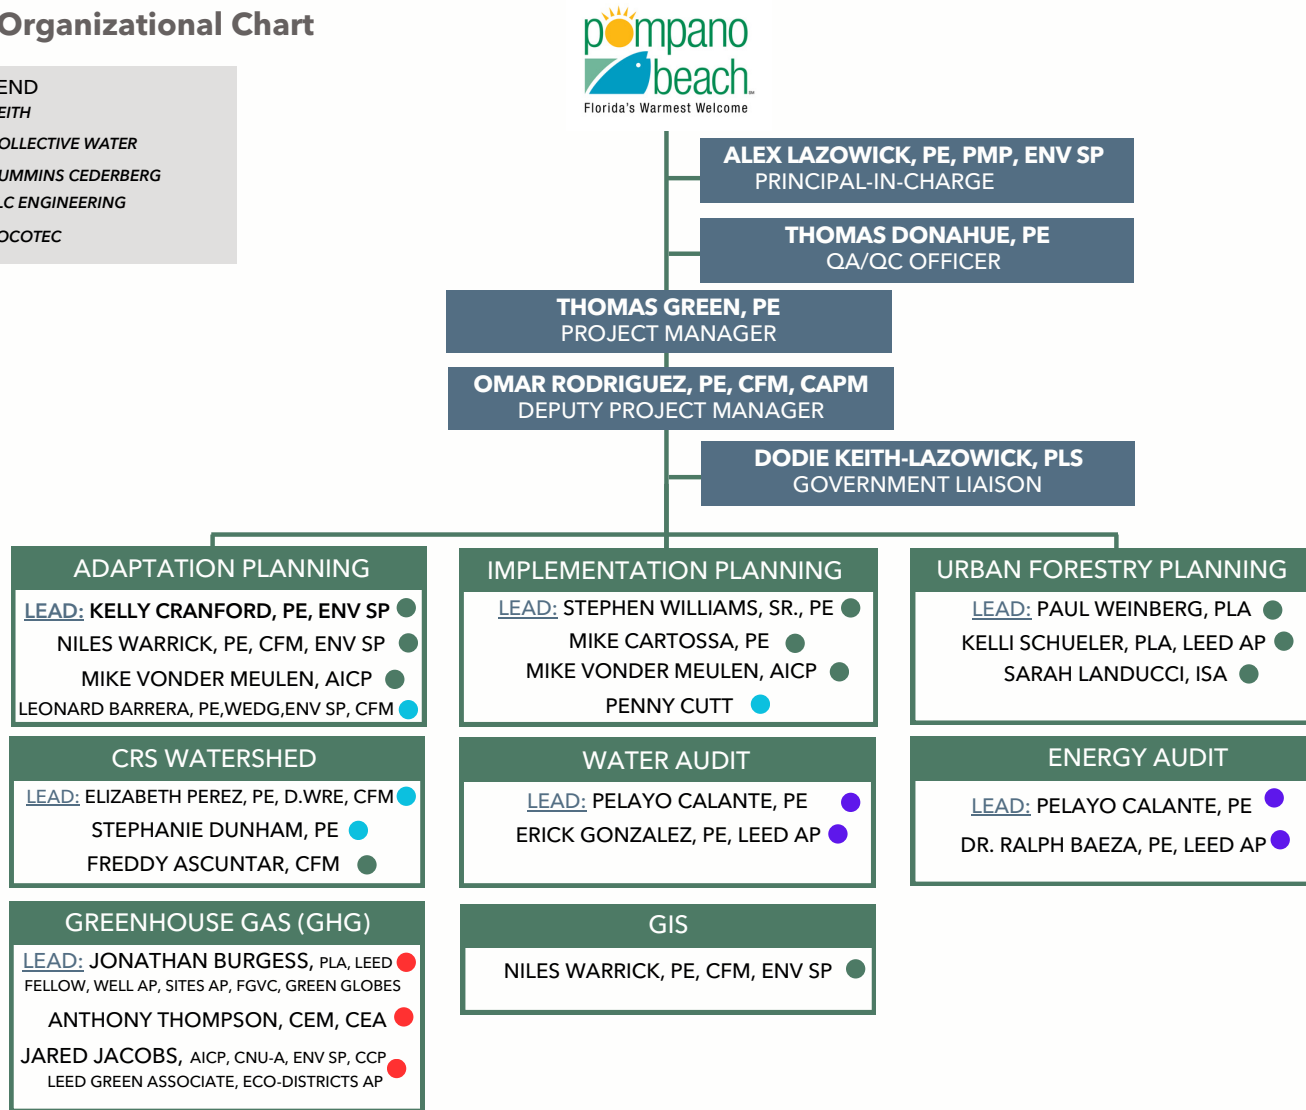 Organizational Chart
END
EITH
OLLECTIVE WATER
UMMINS CEDERBERG
LC ENGINEERING
OCOTEC
pompano
beach
Florida's Warmest Welcome
ALEX LAZOWICK, PE, PMP, ENV SP
PRINCIPAL-IN-CHARGE
THOMAS DONAHUE, PE
QA/QC OFFICER
THOMAS GREEN, PE
PROJECT MANAGER
OMAR RODRIGUEZ, PE, CFM, CAPM
DEPUTY PROJECT MANAGER
DODIE KEITH-LAZOWICK, PLS
GOVERNMENT LIAISON
ADAPTATION PLANNING
LEAD: KELLY CRANFORD, PE, ENV SP
NILES WARRICK, PE, CFM, ENV SP
MIKE VONDER MEULEN, AICP
LEONARD BARRERA, PE,WEDG,ENV SP, CFM
IMPLEMENTATION PLANNING
LEAD: STEPHEN WILLIAMS, SR., PE
MIKE CARTOSSA, PE
MIKE VONDER MEULEN, AICP
PENNY CUTT
URBAN FORESTRY PLANNING
LEAD: PAUL WEINBERG, PLA
KELLI SCHUELER, PLA, LEED AP
SARAH LANDUCCI, ISA
CRS WATERSHED
LEAD: ELIZABETH PEREZ, PE, D.WRE, CFM
STEPHANIE DUNHAM, PE
FREDDY ASCUNTAR, CFM
WATER AUDIT
LEAD: PELAYO CALANTE, PE
ERICK GONZALEZ, PE, LEED AP
ENERGY AUDIT
LEAD: PELAYO CALANTE, PE
DR. RALPH BAEZA, PE, LEED AP
GREENHOUSE GAS (GHG)
LEAD: JONATHAN BURGESS, PLA, LEED
FELLOW, WELL AP, SITES AP, FGVC, GREEN GLOBES
ANTHONY THOMPSON, CEM, CEA
JARED JACOBS, AICP, CNU-A, ENV SP, CCP
LEED GREEN ASSOCIATE, ECO-DISTRICTS AP
GIS
NILES WARRICK, PE, CFM, ENV SP